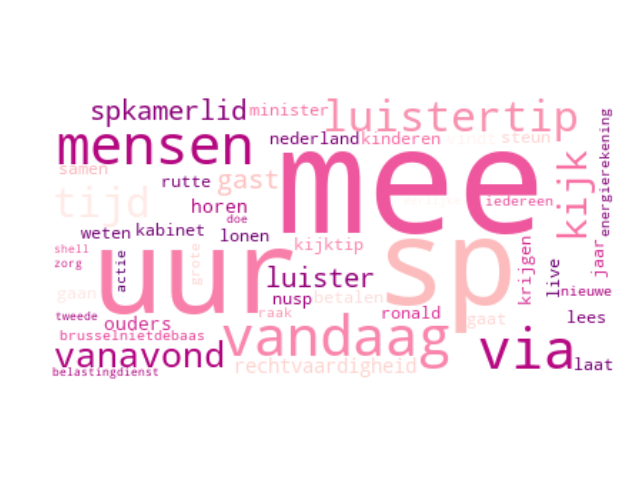 spkamerlid minister luistertip
mensen nederland kinderen vindt steun
samen rutte gast mee kijk energierekening
tijd horen iedereen
doe
weten kabinet lonen kijktip
shell
zorg actie grote uur luister sp krijgen live jaar
gaan nusp betalen nieuwe
tweede ouders raak ronald gaat lees
brusselnietdebaas vandaag
vanavond rechtvaardigheid via laat
belastingdienst